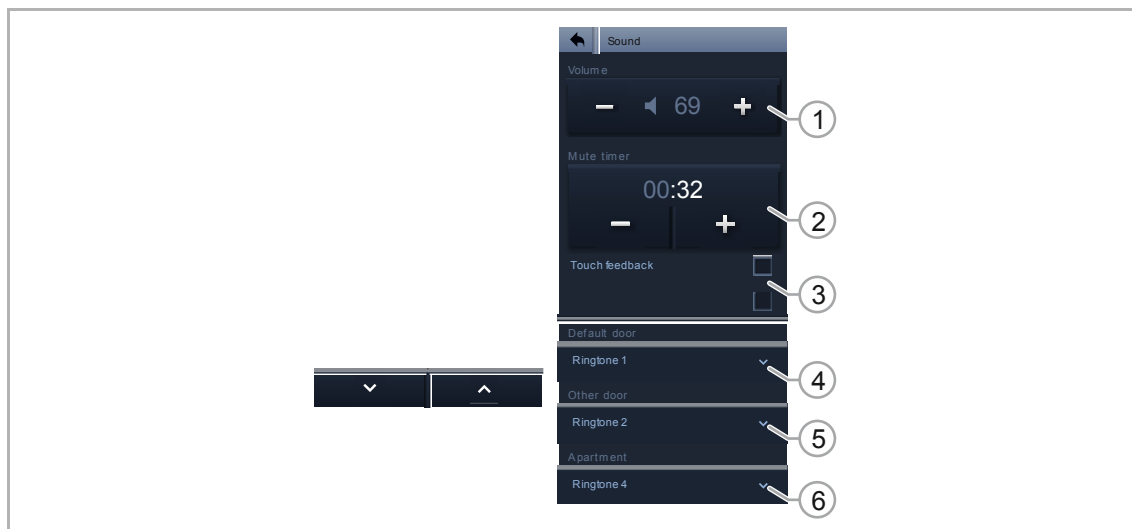 Sound
Volume
69
1
Mute timer
00:32
2
Touch feedback
3
Default door
Ringtone 1
4
Other door
Ringtone 2
5
Apartment
Ringtone 4
6